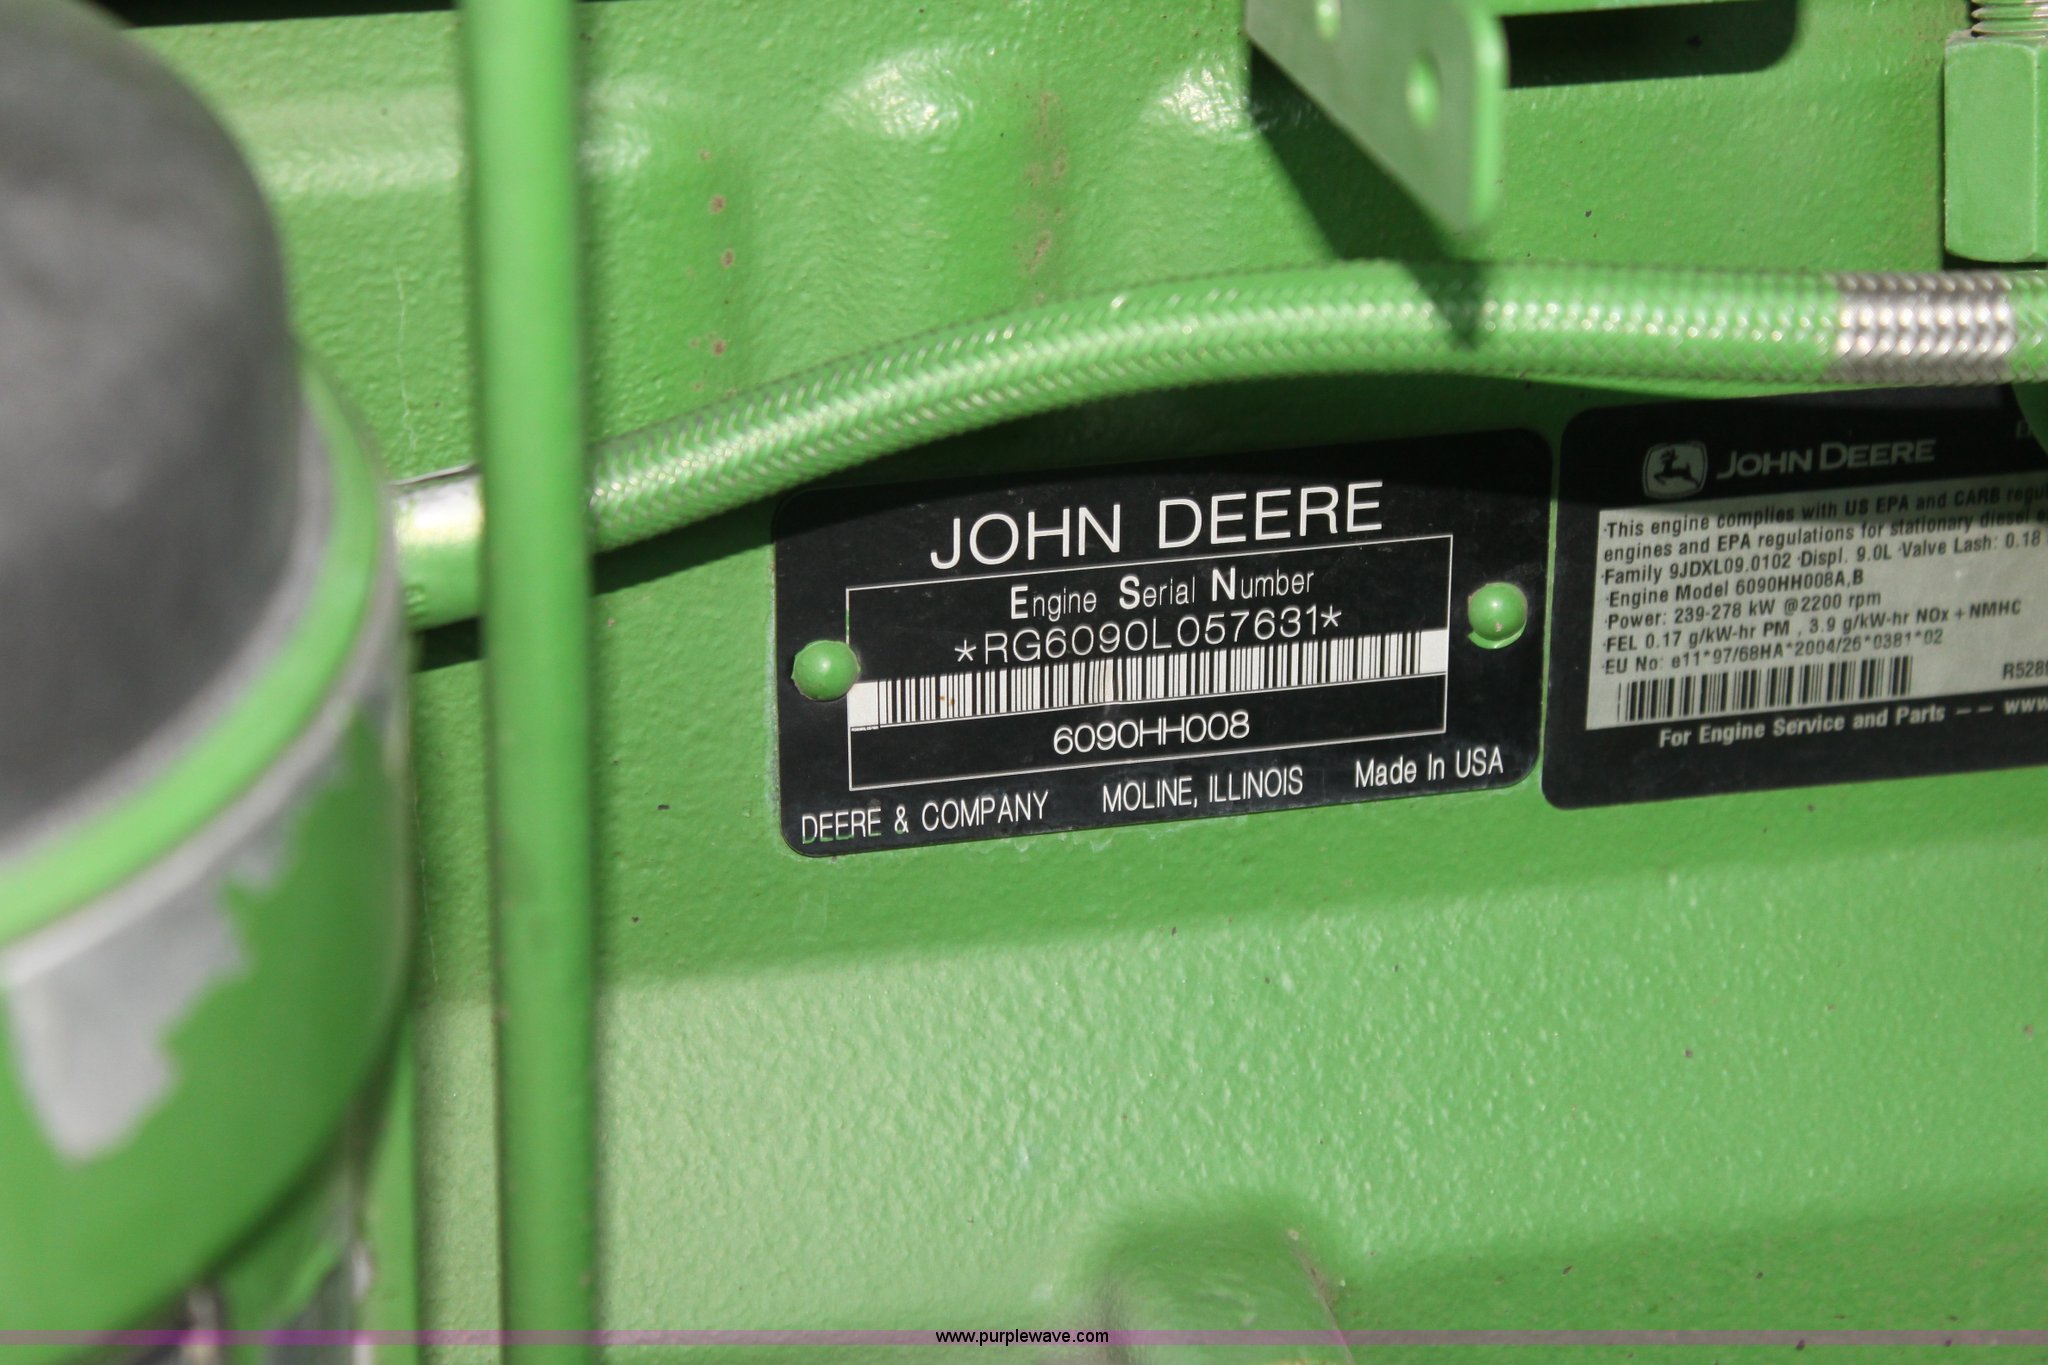 JOHN DEERE
Engine Serial Number
*RG6090L057631*
6090HH008
DEERE & COMPANY MOLINE, ILLINOIS Made In USA
JOHN DEERE
·This engine complies with US EPA and CARB regul
engines and EPA regulations for stationary diesel e
·Family 9JDXL09.0102 ·Displ. 9.0L ·Valve Lash: 0.18
·Engine Model 6090HH008A,B
·Power: 239-278 kW @2200 rpm
·FEL 0.17 g/kW-hr PM , 3.9 g/kW-hr NOx + NMHC
·EU No: e11*97/68HA*2004/26*0381*02
R528
For Engine Service and Parts -- www
www.purplewave.com